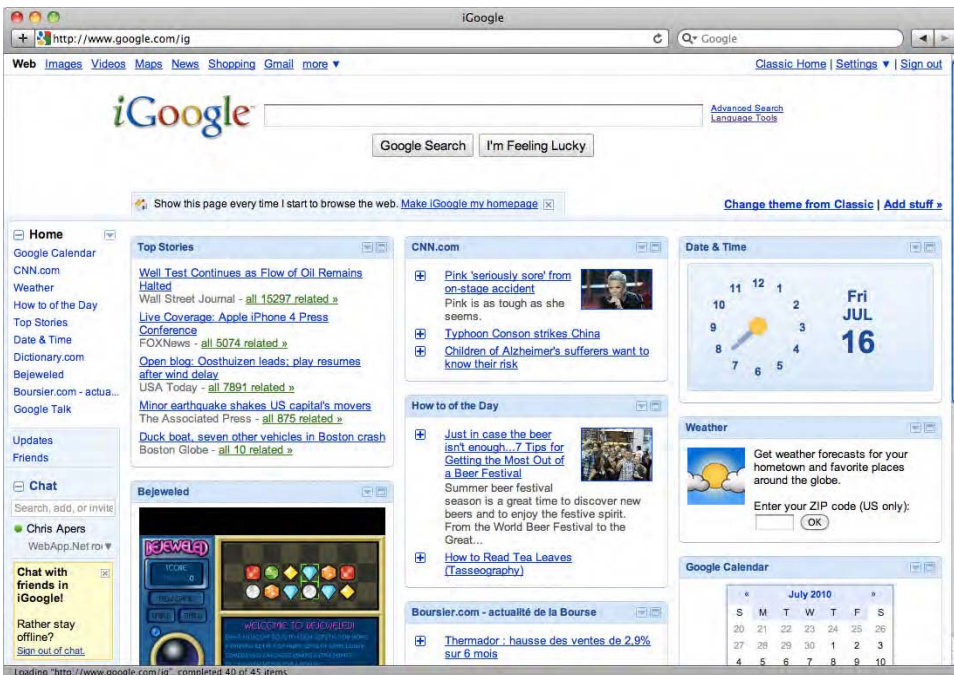 iGoogle
http://www.google.com/ig
Google
Web Images Videos Maps News Shopping Gmail more ▼
Classic Home | Settings ▼ | Sign out
iGoogle™
Advanced Search
Language Tools
Google Search
I'm Feeling Lucky
Show this page every time I start to browse the web. Make iGoogle my homepage
Change theme from Classic | Add stuff »
Home
Google Calendar
CNN.com
Weather
How to of the Day
Top Stories
Date & Time
Dictionary.com
Bejeweled
Boursier.com - actua...
Google Talk
Updates
Friends
Chat
Search, add, or invite
Chris Apers
WebApp.Net
Chat with
friends in
iGoogle!
Rather stay
offline?
Sign out of chat.
Top Stories
Well Test Continues as Flow of Oil Remains
Halted
Wall Street Journal - all 15297 related »
Live Coverage: Apple iPhone 4 Press
Conference
FOXNews - all 5074 related »
Open blog: Oosthuizen leads; play resumes
after wind delay
USA Today - all 7891 related »
Minor earthquake shakes US capital's movers
The Associated Press - all 875 related »
Duck boat, seven other vehicles in Boston crash
Boston Globe - all 10 related »
Bejeweled
BEJEWELED
SCORE
0
WELCOME TO BEJEWELED!
CNN.com
Pink 'seriously sore' from
on-stage accident
Pink is as tough as she
seems.
Typhoon Conson strikes China
Children of Alzheimer's sufferers want to
know their risk
How to of the Day
Just in case the beer
isn't enough...7 Tips for
Getting the Most Out of
a Beer Festival
Summer beer festival
season is a great time to discover new
beers and to enjoy the festive spirit.
From the World Beer Festival to the
Great...
How to Read Tea Leaves
(Tasseography)
Boursier.com - actualité de la Bourse
Thermador : hausse des ventes de 2,9%
sur 6 mois
Date & Time
12
1
2
3
4
5
6
7
8
9
10
11
Fri
JUL
16
Weather
Get weather forecasts for your
hometown and favorite places
around the globe.
Enter your ZIP code (US only):
OK
Google Calendar
« July 2010 »
S M T W T F S
20 21 22 23 24 25 26
27 28 29 30 1 2 3
4 5 6 7 8 9 10
Loading "http://www.google.com/ig", completed 40 of 45 items